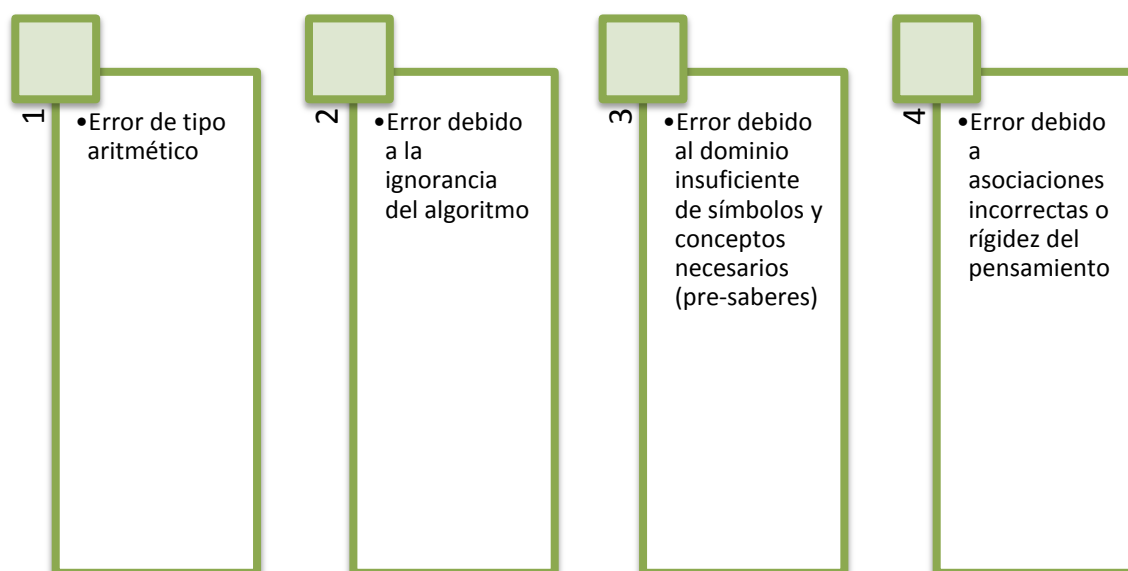 1
•Error de tipo
aritmético
2
•Error debido
a la
ignorancia
del algoritmo
3
•Error debido
al dominio
insuficiente
de símbolos y
conceptos
necesarios
(pre-saberes)
4
•Error debido
a
asociaciones
incorrectas o
rígidez del
pensamiento